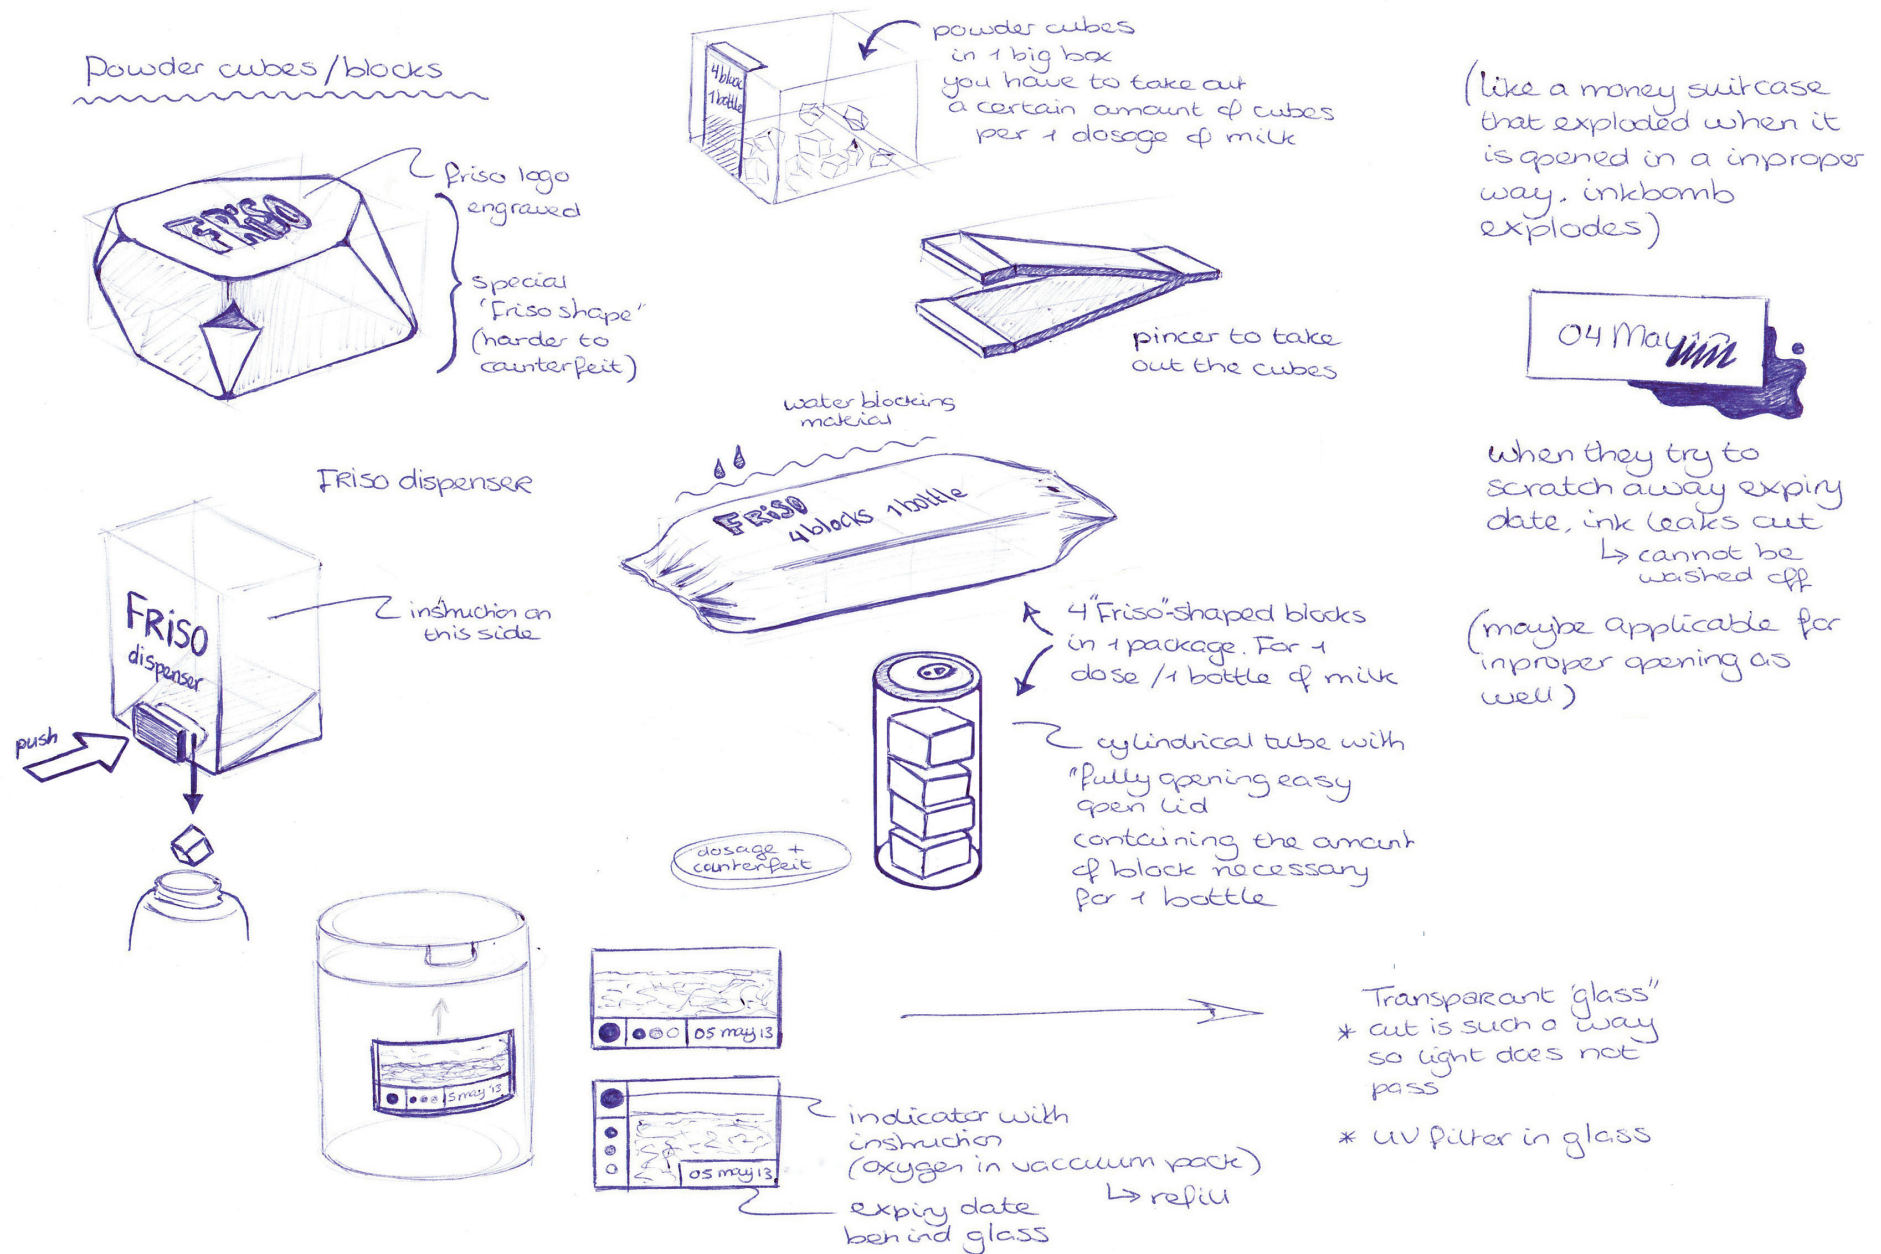 Powder cubes/blocks
FRISO
friso logo
engraved
special
"Friso shape"
(harder to
counterfeit)
4 block
1 bottle
powder cubes
in 1 big box
you have to take out
a certain amount of cubes
per 1 dosage of milk
pincer to take
out the cubes
(like a money suitcase
that exploded when it
is opened in a inproper
way. inkbomb
explodes)
04 May
when they try to
scratch away expiry
date, ink leaks out
↳ cannot be
washed off
(maybe applicable for
inproper opening as
well)
water blocking
material
FRISO
4 blocks 1 bottle
4 "Friso"-shaped blocks
in 1 package. For 1
dose / 1 bottle of milk
cylindrical tube with
"fully opening easy
open lid
containing the amount
of block necessary
for 1 bottle
dosage +
counterfeit
FRISO dispenser
FRISO
dispenser
instruction on
this side
push
5 may '13
05 may 13
05 may 13
indicator with
instruction
(oxygen in vaccuum pack)
↳ refill
expiry date
behind glass
Transparant "glass"
* cut is such a way
so light does not
pass
* UV filter in glass